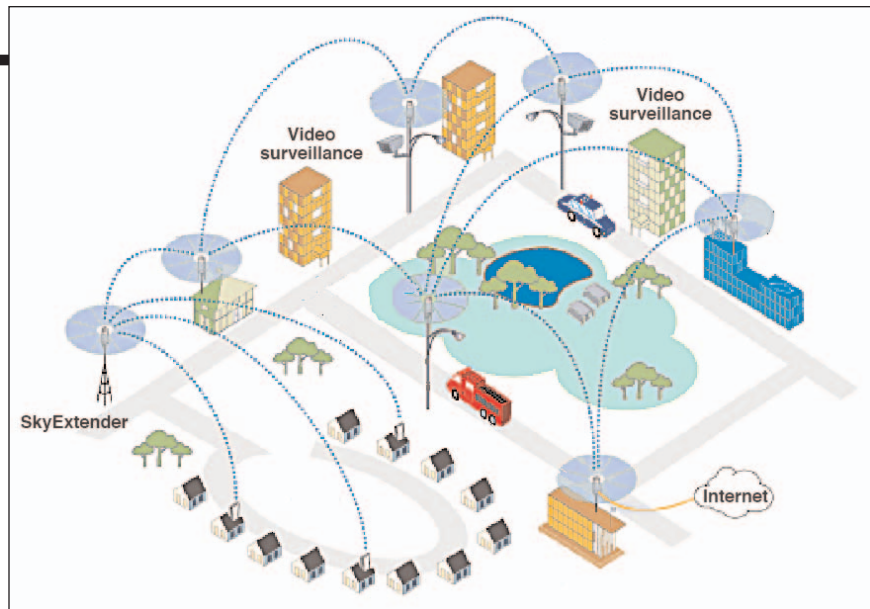 Video
surveillance
Video
surveillance
SkyExtender
Internet